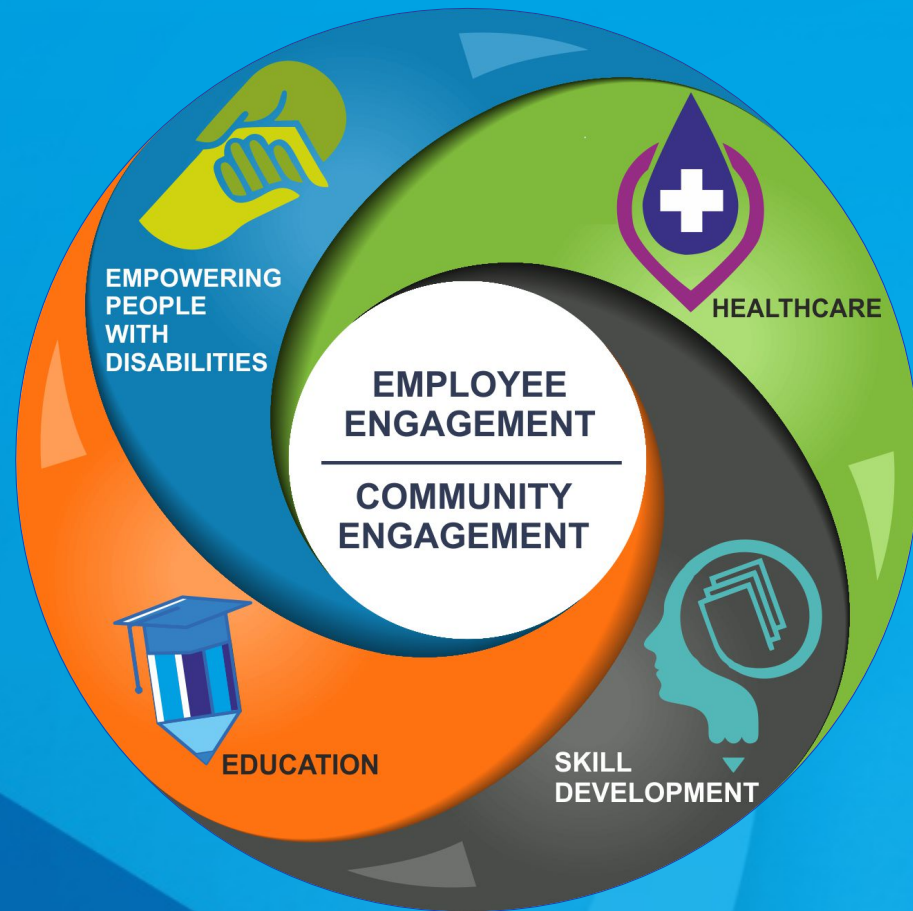 EMPOWERING
PEOPLE
WITH
DISABILITIES
HEALTHCARE
EMPLOYEE
ENGAGEMENT
COMMUNITY
ENGAGEMENT
EDUCATION
SKILL
DEVELOPMENT